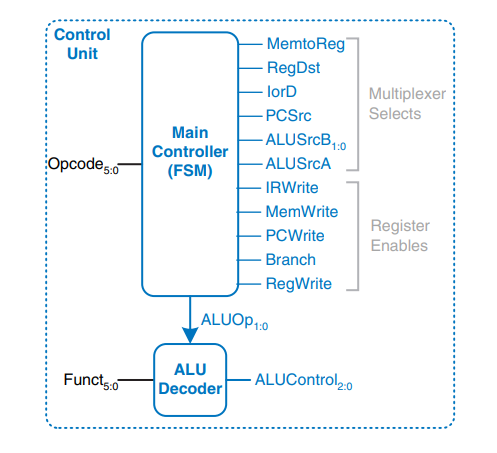 Control
Unit
MemtoReg
RegDst
IorD
PCSrc
ALUSrcB1:0
ALUSrcA
Multiplexer
Selects
Main
Controller
(FSM)
Opcode5:0
IRWrite
MemWrite
PCWrite
Branch
RegWrite
Register
Enables
ALUOp1:0
ALU
Decoder
Funct5:0
ALUControl2:0